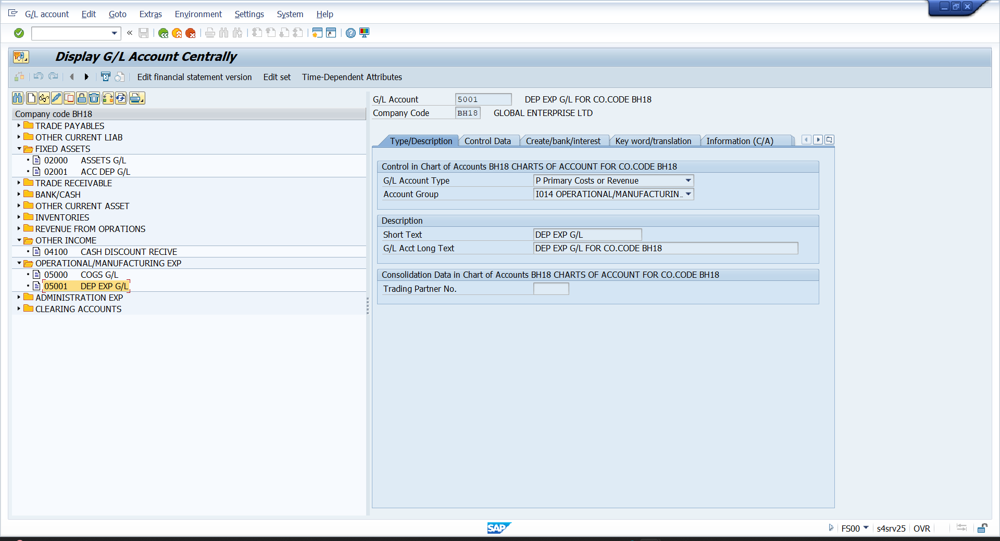 G/L account Edit Goto Extras Environment Settings System Help
Display G/L Account Centrally
Edit financial statement version Edit set Time-Dependent Attributes
Company code BH18
TRADE PAYABLES
OTHER CURRENT LIAB
FIXED ASSETS
02000 ASSETS G/L
02001 ACC DEP G/L
TRADE RECEIVABLE
BANK/CASH
OTHER CURRENT ASSET
INVENTORIES
REVENUE FROM OPRATIONS
OTHER INCOME
04100 CASH DISCOUNT RECIVE
OPERATIONAL/MANUFACTURING EXP
05000 COGS G/L
05001 DEP EXP G/L
ADMINISTRATION EXP
CLEARING ACCOUNTS
G/L Account 5001 DEP EXP G/L FOR CO.CODE BH18
Company Code BH18 GLOBAL ENTERPRISE LTD
Type/Description Control Data Create/bank/interest Key word/translation Information (C/A)
Control in Chart of Accounts BH18 CHARTS OF ACCOUNT FOR CO.CODE BH18
G/L Account Type P Primary Costs or Revenue
Account Group I014 OPERATIONAL/MANUFACTURIN...
Description
Short Text DEP EXP G/L
G/L Acct Long Text DEP EXP G/L FOR CO.CODE BH18
Consolidation Data in Chart of Accounts BH18 CHARTS OF ACCOUNT FOR CO.CODE BH18
Trading Partner No.
SAP
FS00 s4srv25 OVR